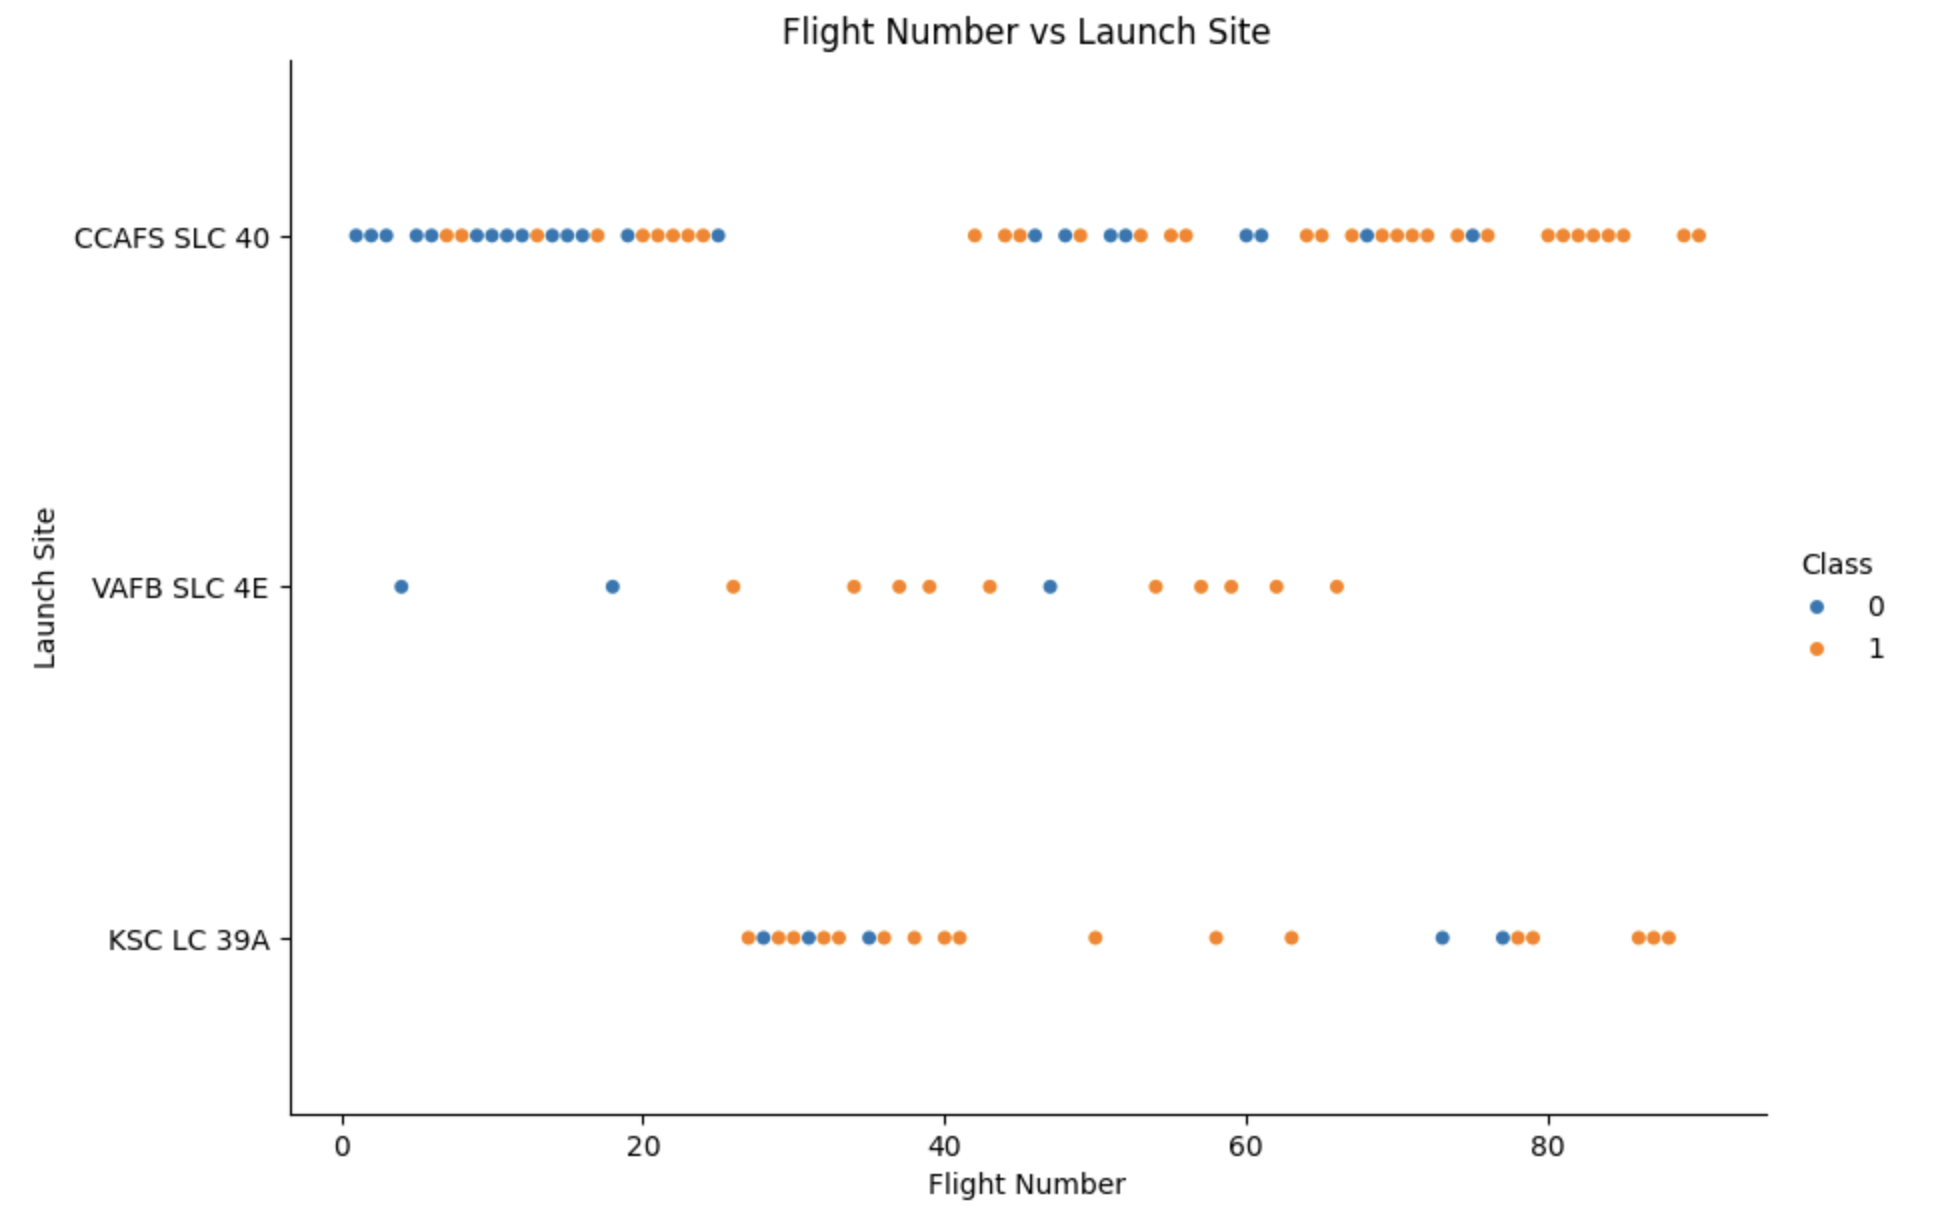 Flight Number vs Launch Site
CCAFS SLC 40
VAFB SLC 4E
KSC LC 39A
Launch Site
0 20 40 60 80
Flight Number
Class
0
1